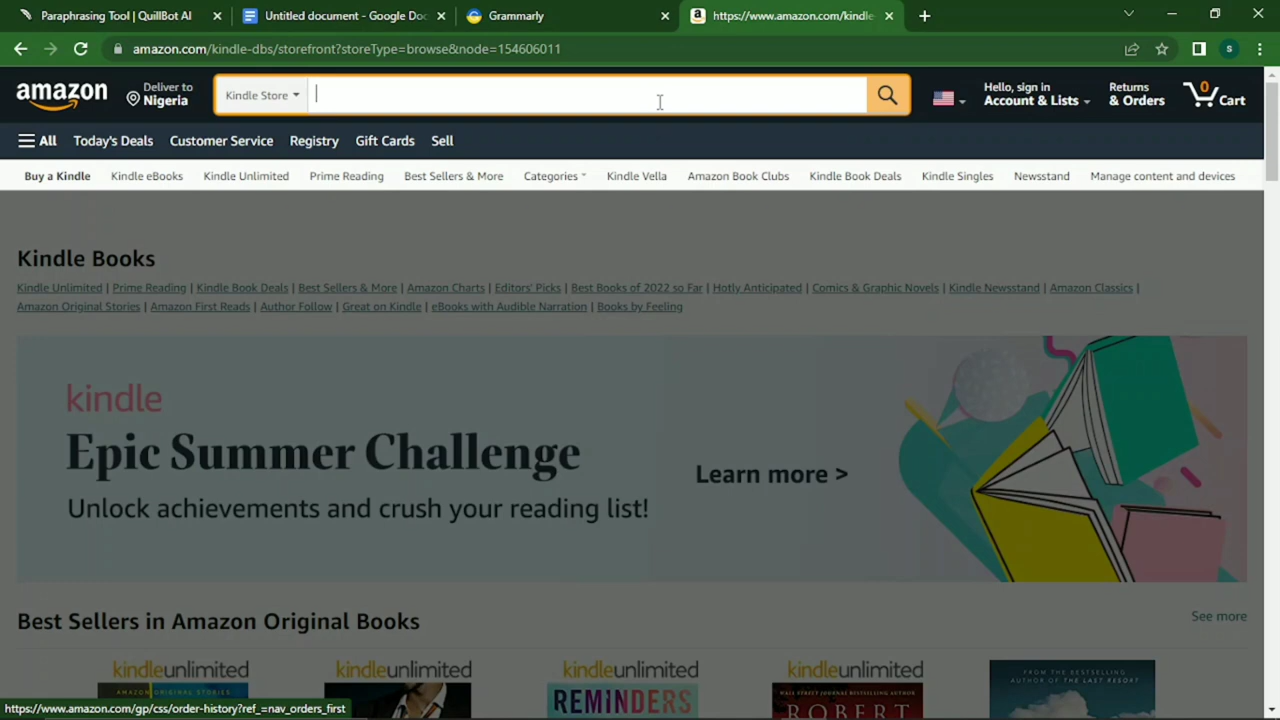 Paraphrasing Tool | QuillBot AI
Untitled document - Google Doc
Grammarly
https://www.amazon.com/kindle
amazon.com/kindle-dbs/storefront?storeType=browse&node=154606011
S
amazon
Deliver to
Nigeria
Kindle Store
Hello, sign in
Account & Lists
Returns
& Orders
0
Cart
All Today's Deals Customer Service Registry Gift Cards Sell
Buy a Kindle Kindle eBooks Kindle Unlimited Prime Reading Best Sellers & More Categories Kindle Vella Amazon Book Clubs Kindle Book Deals Kindle Singles Newsstand Manage content and devices
Kindle Books
Kindle Unlimited | Prime Reading | Kindle Book Deals | Best Sellers & More | Amazon Charts | Editors' Picks | Best Books of 2022 so Far | Hotly Anticipated | Comics & Graphic Novels | Kindle Newsstand | Amazon Classics |
Amazon Original Stories | Amazon First Reads | Author Follow | Great on Kindle | eBooks with Audible Narration | Books by Feeling
kindle
Epic Summer Challenge
Unlock achievements and crush your reading list!
Learn more >
Best Sellers in Amazon Original Books
See more
kindleunlimited kindleunlimited kindleunlimited kindleunlimited
AMAZON ORIGINAL STORIES
REMINDERS
WALL STREET JOURNAL BESTSELLING AUTHOR
ROBERT
FROM THE BESTSELLING
AUTHOR OF THE LAST RESORT
https://www.amazon.com/gp/css/order-history?ref_=nav_orders_first